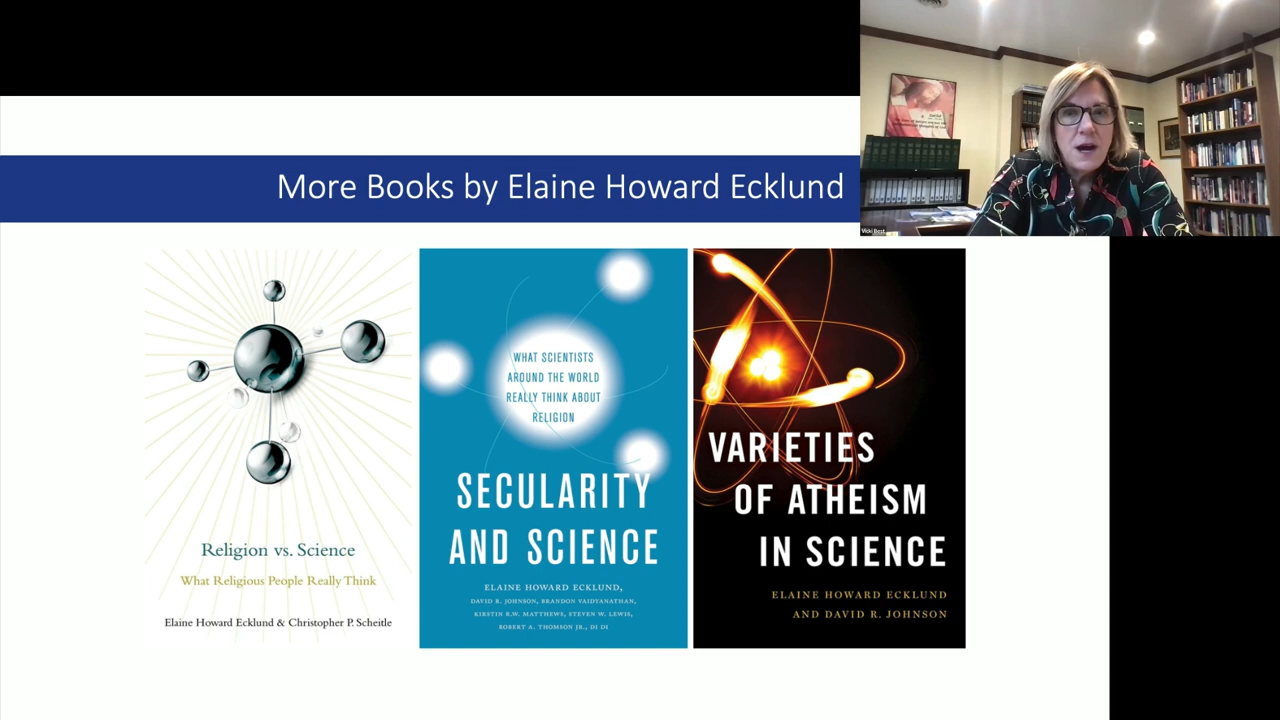 More Books by Elaine Howard Ecklund
Vicki Best
Religion vs. Science
What Religious People Really Think
Elaine Howard Ecklund & Christopher P. Scheitle
WHAT SCIENTISTS
AROUND THE WORLD
REALLY THINK ABOUT
RELIGION
SECULARITY
AND SCIENCE
ELAINE HOWARD ECKLUND,
DAVID R. JOHNSON, BRANDON VAIDYANATHAN,
KIRSTIN R.W. MATTHEWS, STEVEN W. LEWIS,
ROBERT A. THOMSON JR., DI DI
VARIETIES
OF ATHEISM
IN SCIENCE
ELAINE HOWARD ECKLUND
AND DAVID R. JOHNSON